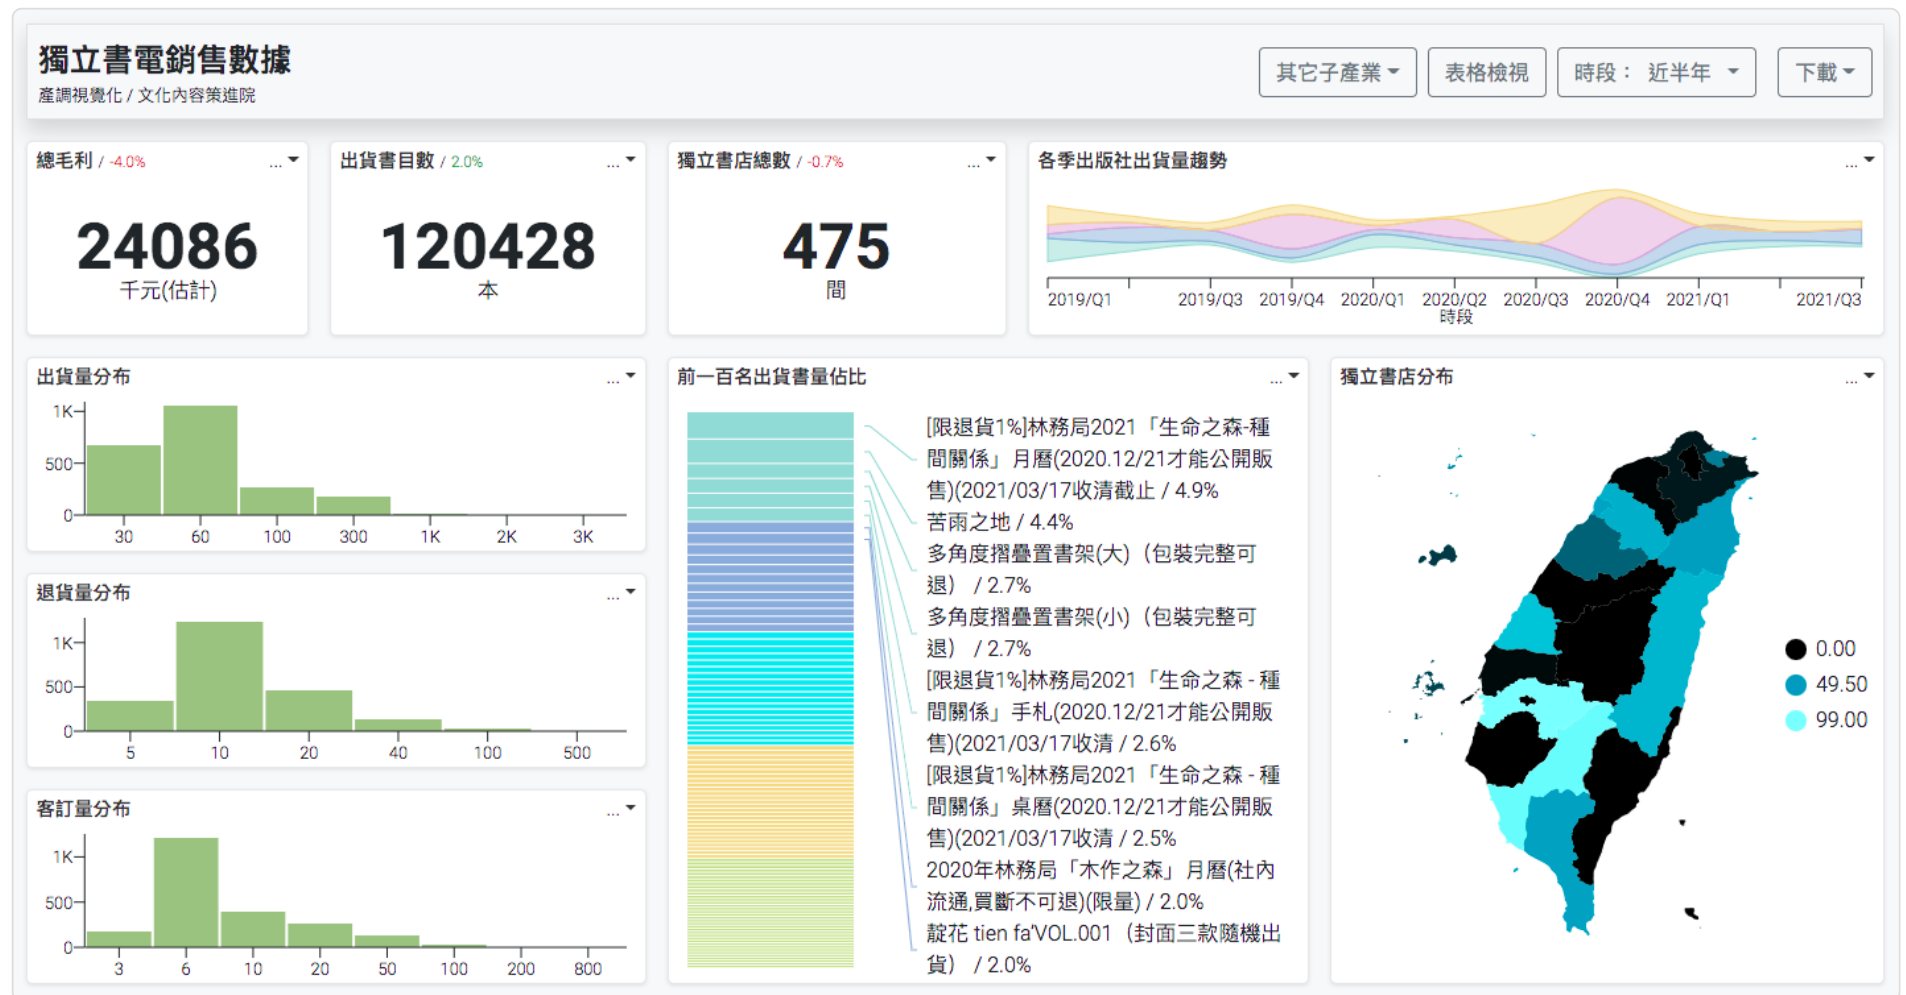 獨立書電銷售數據
產調視覺化 / 文化內容策進院
其它子產業
表格檢視
時段： 近半年
下載
總毛利 / -4.0%
...
24086
千元(估計)
出貨書目數 / 2.0%
...
120428
本
獨立書店總數 / -0.7%
...
475
間
各季出版社出貨量趨勢
...
2019/Q1 2019/Q3 2019/Q4 2020/Q1 2020/Q2 2020/Q3 2020/Q4 2021/Q1 2021/Q3
時段
出貨量分布
...
1K
500
0
30 60 100 300 1K 2K 3K
退貨量分布
...
1K
500
0
5 10 20 40 100 500
客訂量分布
...
1K
500
0
3 6 10 20 50 100 200 800
前一百名出貨書量佔比
...
[限退貨1%]林務局2021「生命之森-種
間關係」月曆(2020.12/21才能公開販
售)(2021/03/17收清截止 / 4.9%
苦雨之地 / 4.4%
多角度摺疊置書架(大)（包裝完整可
退） / 2.7%
多角度摺疊置書架(小)（包裝完整可
退） / 2.7%
[限退貨1%]林務局2021「生命之森 - 種
間關係」手札(2020.12/21才能公開販
售)(2021/03/17收清 / 2.6%
[限退貨1%]林務局2021「生命之森 - 種
間關係」桌曆(2020.12/21才能公開販
售)(2021/03/17收清 / 2.5%
2020年林務局「木作之森」月曆(社內
流通,買斷不可退)(限量) / 2.0%
靛花 tien fa'VOL.001（封面三款隨機出
貨） / 2.0%
獨立書店分布
...
0.00
49.50
99.00